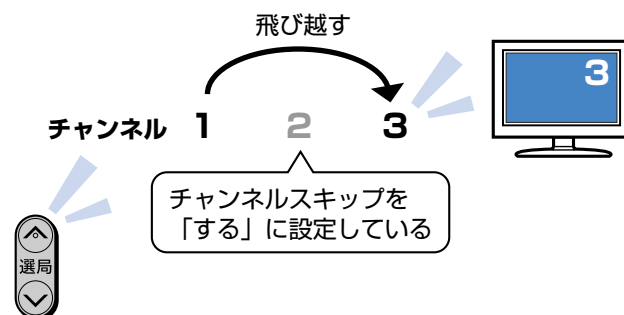 飛び越す
3
チャンネル 1 2 3
チャンネルスキップを
「する」に設定している
選局